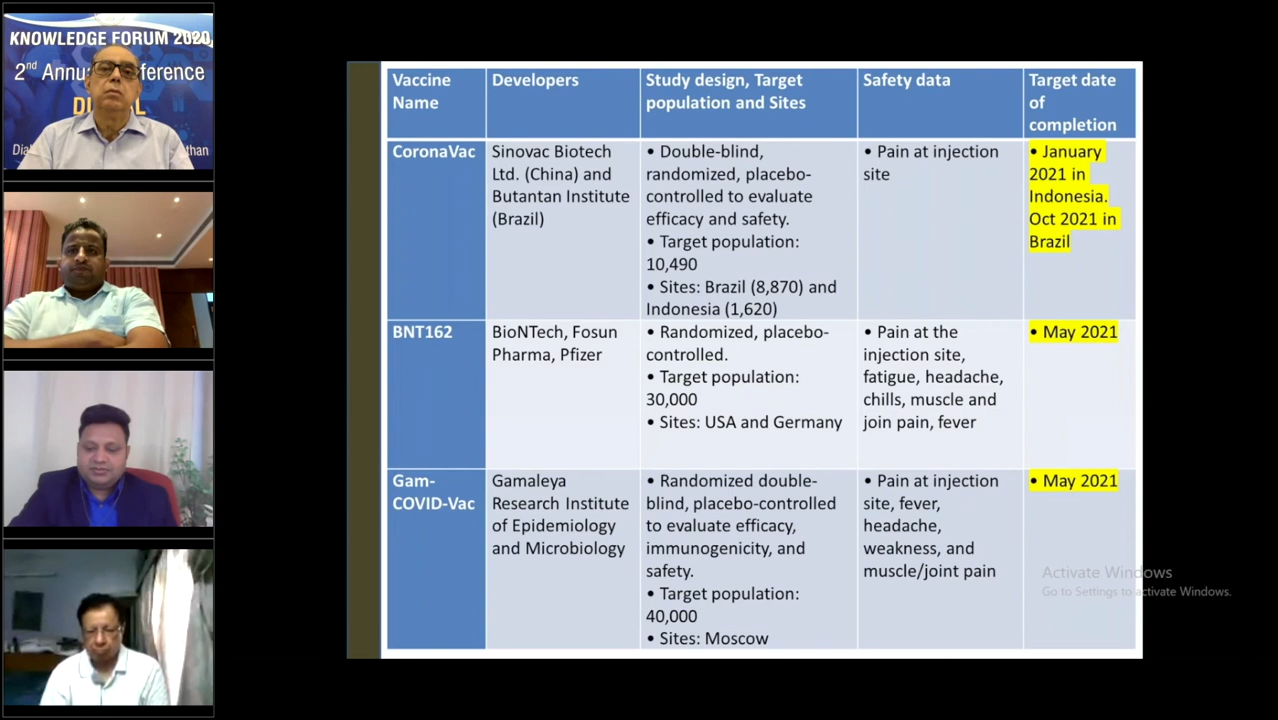 KNOWLEDGE FORUM 2020
2nd Annu ference
DI AL
than
Vaccine
Name
Developers
Study design, Target
population and Sites
Safety data
Target date
of
completion
CoronaVac
Sinovac Biotech
Ltd. (China) and
Butantan Institute
(Brazil)
• Double-blind,
randomized, placebo-
controlled to evaluate
efficacy and safety.
• Target population:
10,490
• Sites: Brazil (8,870) and
Indonesia (1,620)
• Pain at injection
site
• January
2021 in
Indonesia.
Oct 2021 in
Brazil
BNT162
BioNTech, Fosun
Pharma, Pfizer
• Randomized, placebo-
controlled.
• Target population:
30,000
• Sites: USA and Germany
• Pain at the
injection site,
fatigue, headache,
chills, muscle and
join pain, fever
• May 2021
Gam-
COVID-Vac
Gamaleya
Research Institute
of Epidemiology
and Microbiology
• Randomized double-
blind, placebo-controlled
to evaluate efficacy,
immunogenicity, and
safety.
• Target population:
40,000
• Sites: Moscow
• Pain at injection
site, fever,
headache,
weakness, and
muscle/joint pain
• May 2021
Activate Windows
Go to Settings to activate Windows.